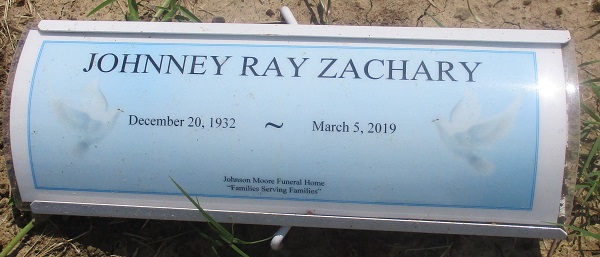 JOHNNEY RAY ZACHARY
December 20, 1932 ~ March 5, 2019
Johnson Moore Funeral Home
"Families Serving Families"